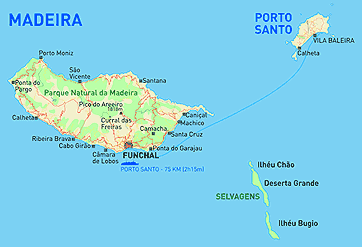 MADEIRA
PORTO
SANTO
VILA BALEIRA
Calheta
Porto Moniz
São
Vicente
Santana
Ponta do
Pargo
Parque Natural da Madeira
Pico do Areeiro
1818m
Caniçal
Machico
Calheta
Curral das
Freiras
Camacha
Santa Cruz
Ribeira Brava
Cabo Girão
Câmara
de Lobos
FUNCHAL
Ponta do Garajau
PORTO SANTO - 75 KM (2h15m)
Ilhéu Chão
Deserta Grande
SELVAGENS
Ilhéu Bugio